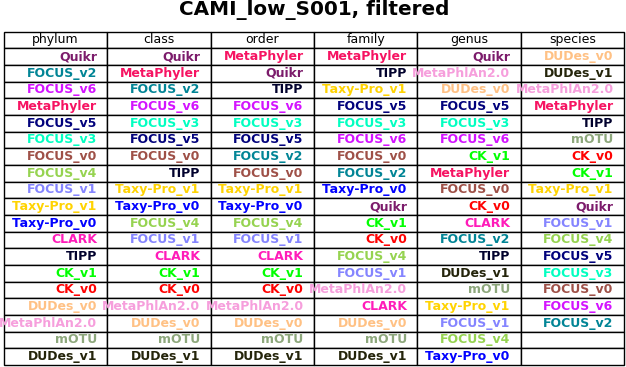 CAMI_low_S001, filtered
phylum class order family genus species
Quikr Quikr MetaPhyler MetaPhyler Quikr DUDes_v0
FOCUS_v2 MetaPhyler Quikr TIPP MetaPhlAn2.0 DUDes_v1
FOCUS_v6 FOCUS_v2 TIPP Taxy-Pro_v1 DUDes_v0 MetaPhlAn2.0
MetaPhyler FOCUS_v6 FOCUS_v6 FOCUS_v5 FOCUS_v5 MetaPhyler
FOCUS_v5 FOCUS_v3 FOCUS_v3 FOCUS_v3 FOCUS_v3 TIPP
FOCUS_v3 FOCUS_v5 FOCUS_v5 FOCUS_v6 FOCUS_v6 mOTU
FOCUS_v0 FOCUS_v0 FOCUS_v2 FOCUS_v0 CK_v1 CK_v0
FOCUS_v4 TIPP FOCUS_v0 FOCUS_v2 MetaPhyler CK_v1
FOCUS_v1 Taxy-Pro_v1 Taxy-Pro_v1 Taxy-Pro_v0 FOCUS_v0 Taxy-Pro_v1
Taxy-Pro_v1 Taxy-Pro_v0 Taxy-Pro_v0 Quikr CK_v0 Quikr
Taxy-Pro_v0 FOCUS_v4 FOCUS_v4 CK_v1 CLARK FOCUS_v1
CLARK FOCUS_v1 FOCUS_v1 CK_v0 FOCUS_v2 FOCUS_v4
TIPP CLARK CLARK FOCUS_v4 TIPP FOCUS_v5
CK_v1 CK_v1 CK_v1 FOCUS_v1 DUDes_v1 FOCUS_v3
CK_v0 CK_v0 CK_v0 MetaPhlAn2.0 mOTU FOCUS_v0
DUDes_v0 MetaPhlAn2.0 MetaPhlAn2.0 CLARK Taxy-Pro_v1 FOCUS_v6
MetaPhlAn2.0 DUDes_v0 DUDes_v0 DUDes_v0 FOCUS_v1 FOCUS_v2
mOTU mOTU mOTU mOTU FOCUS_v4
DUDes_v1 DUDes_v1 DUDes_v1 DUDes_v1 Taxy-Pro_v0